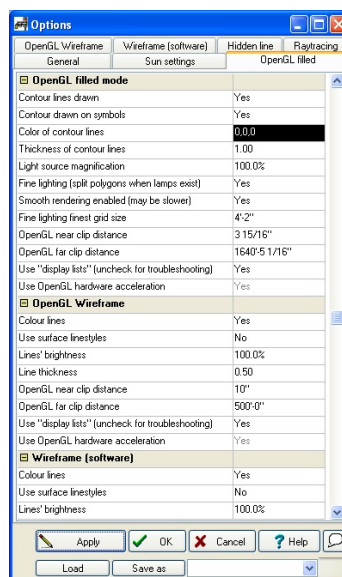 Options
OpenGL Wireframe Wireframe (software) Hidden line Raytracing
General Sun settings OpenGL filled
OpenGL filled mode
Contour lines drawn Yes
Contour drawn on symbols Yes
Color of contour lines 0,0,0
Thickness of contour lines 1.00
Light source magnification 100.0%
Fine lighting (split polygons when lamps exist) Yes
Smooth rendering enabled (may be slower) Yes
Fine lighting finest grid size 4'-2"
OpenGL near clip distance 3 15/16"
OpenGL far clip distance 1640'-5 1/16"
Use "display lists" (uncheck for troubleshooting) Yes
Use OpenGL hardware acceleration Yes
OpenGL Wireframe
Colour lines Yes
Use surface linestyles No
Lines' brightness 100.0%
Line thickness 0.50
OpenGL near clip distance 10"
OpenGL far clip distance 500'-0"
Use "display lists" (uncheck for troubleshooting) Yes
Use OpenGL hardware acceleration Yes
Wireframe (software)
Colour lines Yes
Use surface linestyles No
Lines' brightness 100.0%
Apply OK Cancel ? Help
Load Save as